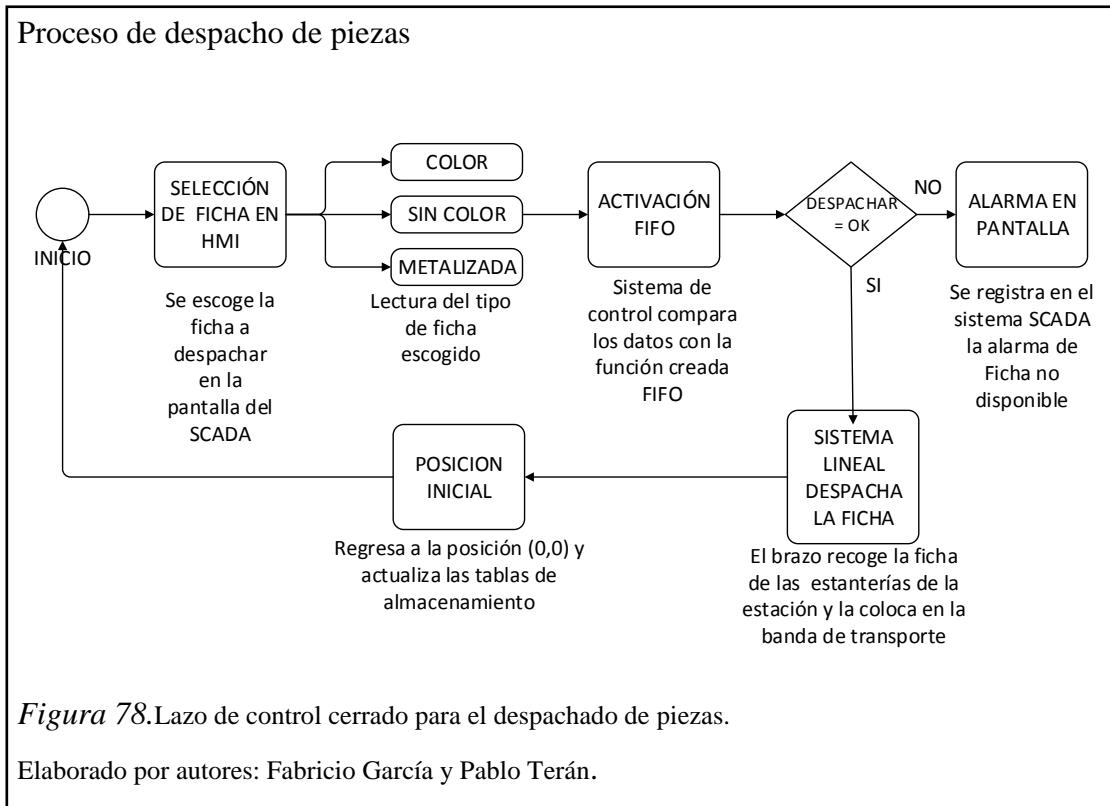 Proceso de despacho de piezas
INICIO
SELECCIÓN
DE FICHA EN
HMI
Se escoge la
ficha a
despachar
en la
pantalla del
SCADA
COLOR
SIN COLOR
METALIZADA
Lectura del tipo
de ficha
escogido
ACTIVACIÓN
FIFO
Sistema de
control compara
los datos con la
función creada
FIFO
DESPACHAR
= OK
NO
SI
ALARMA EN
PANTALLA
Se registra en el
sistema SCADA
la alarma de
Ficha no
disponible
SISTEMA
LINEAL
DESPACHA
LA FICHA
El brazo recoge la ficha
de las estanterías de la
estación y la coloca en la
banda de transporte
POSICION
INICIAL
Regresa a la posición (0,0) y
actualiza las tablas de
almacenamiento
Figura 78.Lazo de control cerrado para el despachado de piezas.
Elaborado por autores: Fabricio García y Pablo Terán.